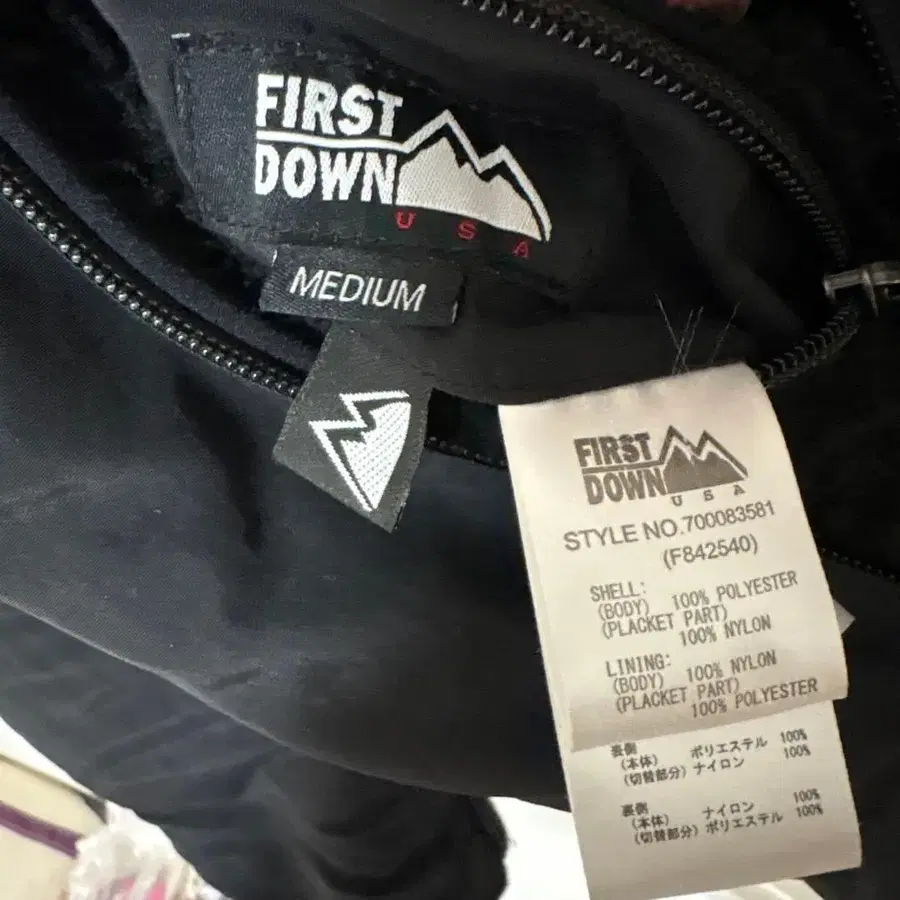 FIRST
DOWN
USA
MEDIUM
FIRST
DOWN
USA
STYLE NO.700083581
(F842540)
SHELL:
(BODY) 100% POLYESTER
(PLACKET PART)
100% NYLON
LINING:
(BODY) 100% NYLON
(PLACKET PART)
100% POLYESTER
表側
(本体) ポリエステル 100%
(切替部分) ナイロン 100%
裏側
(本体) ナイロン 100%
(切替部分) ポリエステル 100%